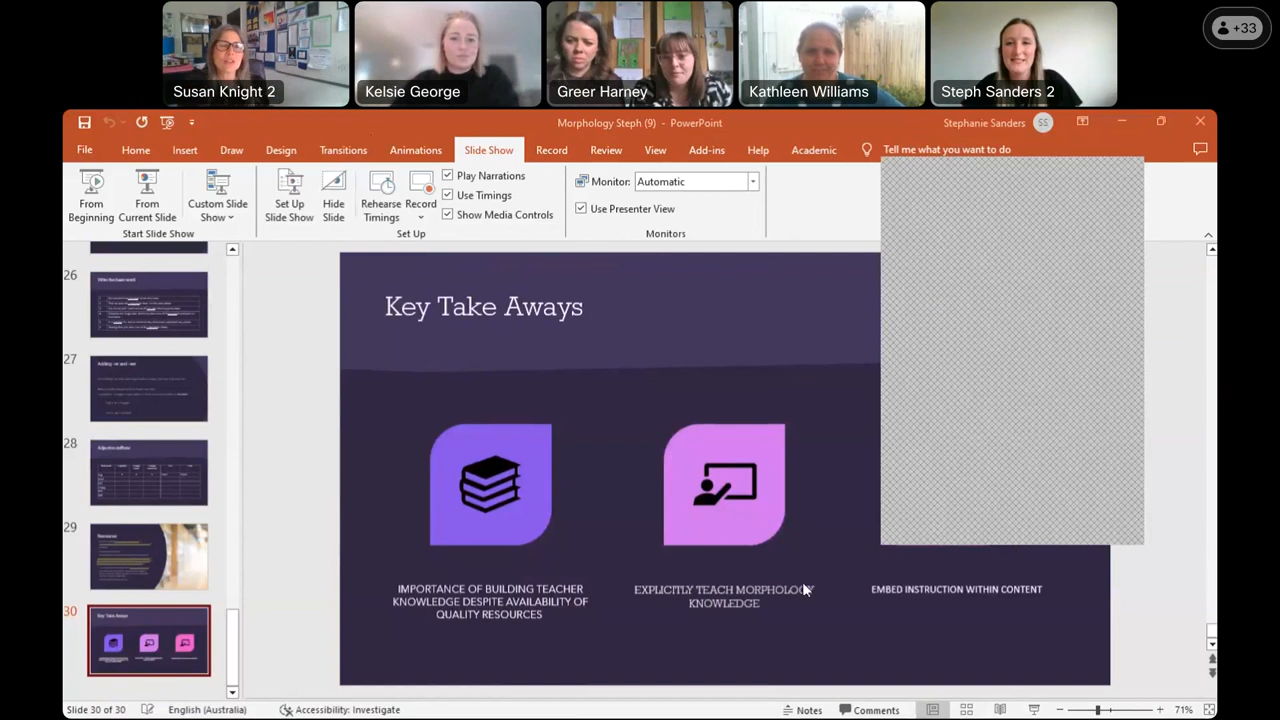 +33
Susan Knight 2
Kelsie George
Greer Harney
Kathleen Williams
Steph Sanders 2
Morphology Steph (9) - PowerPoint
Stephanie Sanders
SS
File
Home
Insert
Draw
Design
Transitions
Animations
Slide Show
Record
Review
View
Add-ins
Help
Academic
Tell me what you want to do
From Beginning
From Current Slide
Custom Slide Show
Set Up Slide Show
Hide Slide
Rehearse Timings
Record
Play Narrations
Use Timings
Show Media Controls
Monitor:
Automatic
Use Presenter View
Start Slide Show
Set Up
Monitors
26
27
28
29
30
Key Take Aways
Key Take Aways
IMPORTANCE OF BUILDING TEACHER
KNOWLEDGE DESPITE AVAILABILITY OF
QUALITY RESOURCES
EXPLICITLY TEACH MORPHOLOGY
KNOWLEDGE
EMBED INSTRUCTION WITHIN CONTENT
Slide 30 of 30
English (Australia)
Accessibility: Investigate
Notes
Comments
71%